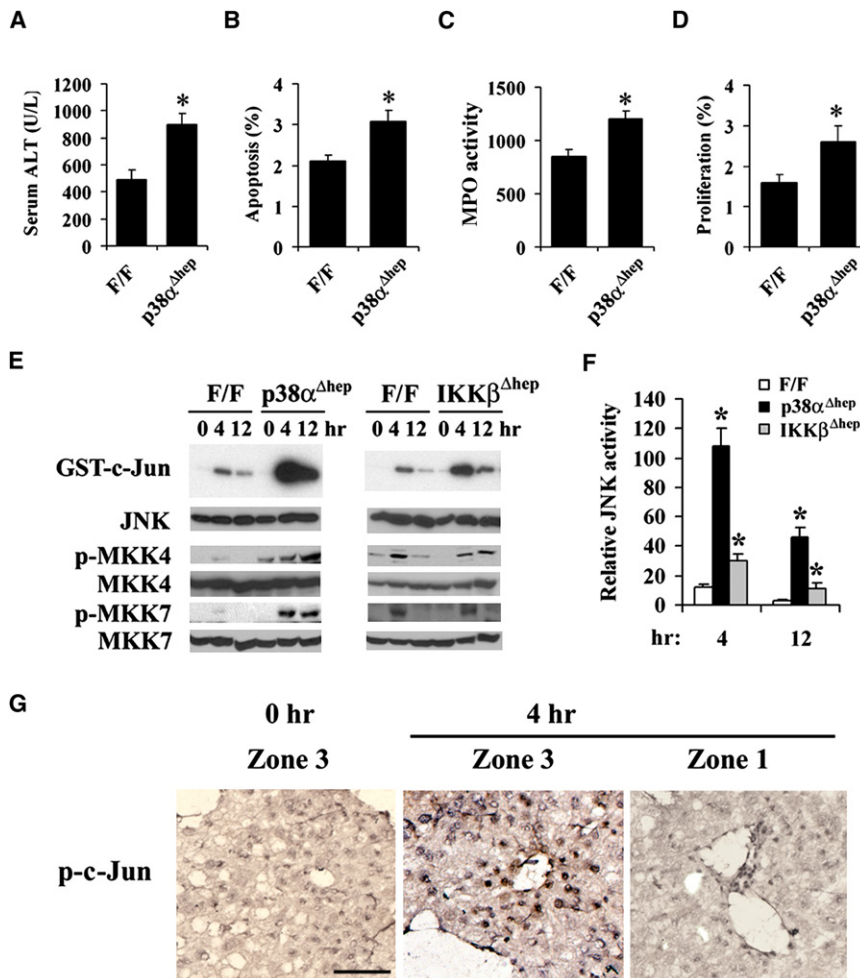 A
B
C
D
Serum ALT (U/L)
1200
1000
800
600
400
200
0
*
F/F
p38α^Δhep
Apoptosis (%)
4
3
2
1
0
*
F/F
p38α^Δhep
MPO activity
1500
1000
500
0
*
F/F
p38α^Δhep
Proliferation (%)
4
3
2
1
0
*
F/F
p38α^Δhep
E
F/F p38α^Δhep F/F IKKβ^Δhep
0 4 12 0 4 12 hr 0 4 12 0 4 12 hr
GST-c-Jun
JNK
p-MKK4
MKK4
p-MKK7
MKK7
F
F/F
p38α^Δhep
IKKβ^Δhep
Relative JNK activity
140
120
100
80
60
40
20
0
* * * *
hr: 4 12
G
0 hr 4 hr
Zone 3 Zone 3 Zone 1
p-c-Jun